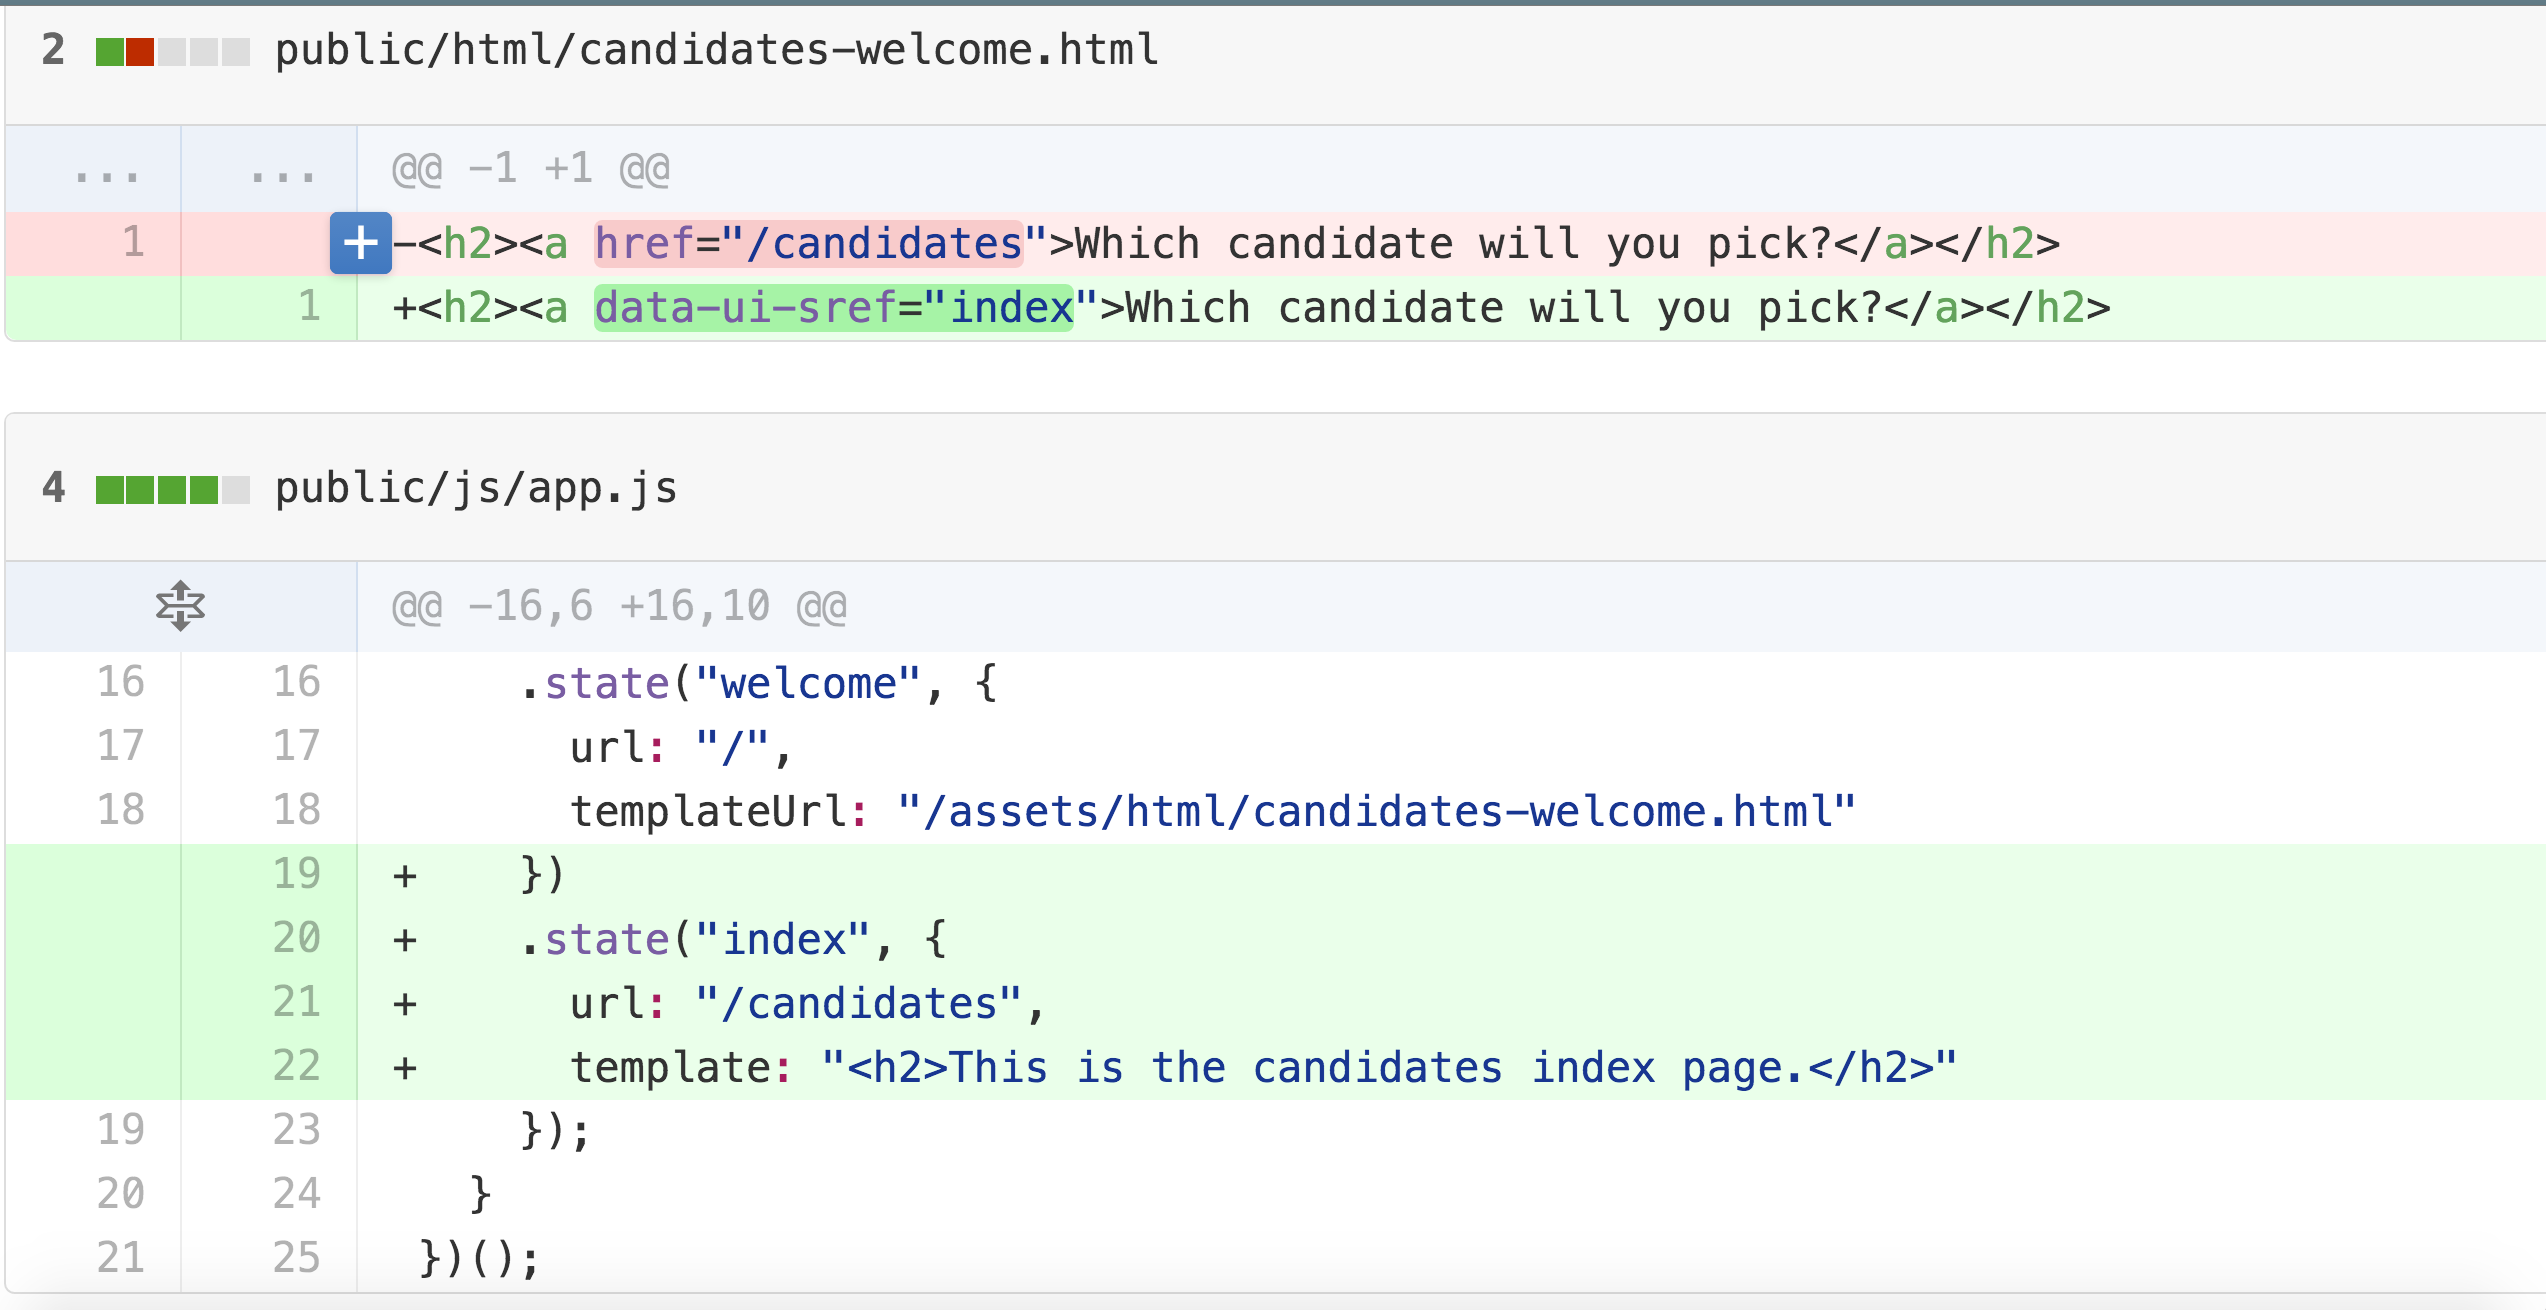 2 public/html/candidates-welcome.html
... ... @@ -1 +1 @@
1 + -<h2><a href="/candidates">Which candidate will you pick?</a></h2>
1 +<h2><a data-ui-sref="index">Which candidate will you pick?</a></h2>
4 public/js/app.js
@@ -16,6 +16,10 @@
16 16 .state("welcome", {
17 17 url: "/",
18 18 templateUrl: "/assets/html/candidates-welcome.html"
19 + })
20 + .state("index", {
21 + url: "/candidates",
22 + template: "<h2>This is the candidates index page.</h2>"
19 23 });
20 24 }
21 25 })();